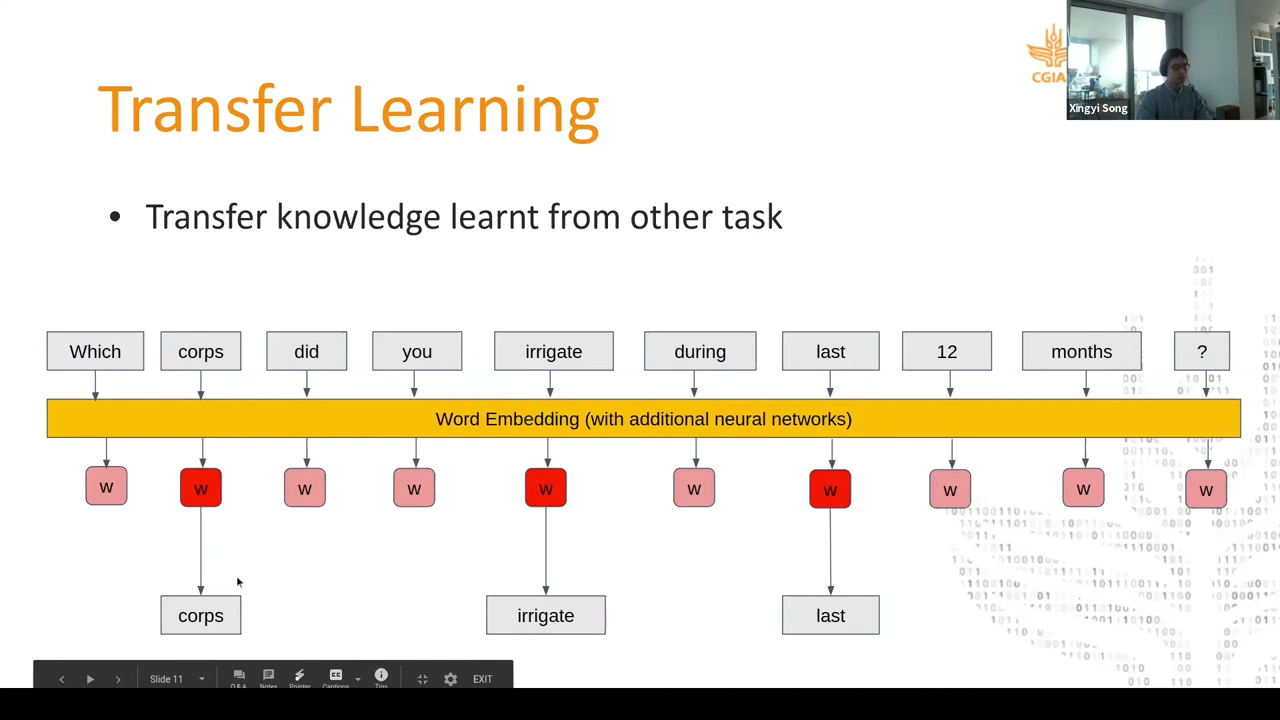 CGIA
Xingyi Song
Transfer Learning
• Transfer knowledge learnt from other task
Which corps did you irrigate during last 12 months ?
Word Embedding (with additional neural networks)
w w w w w w w w w w
corps irrigate last
Slide 11 Q & A Notes Pointer Captions Tips EXIT